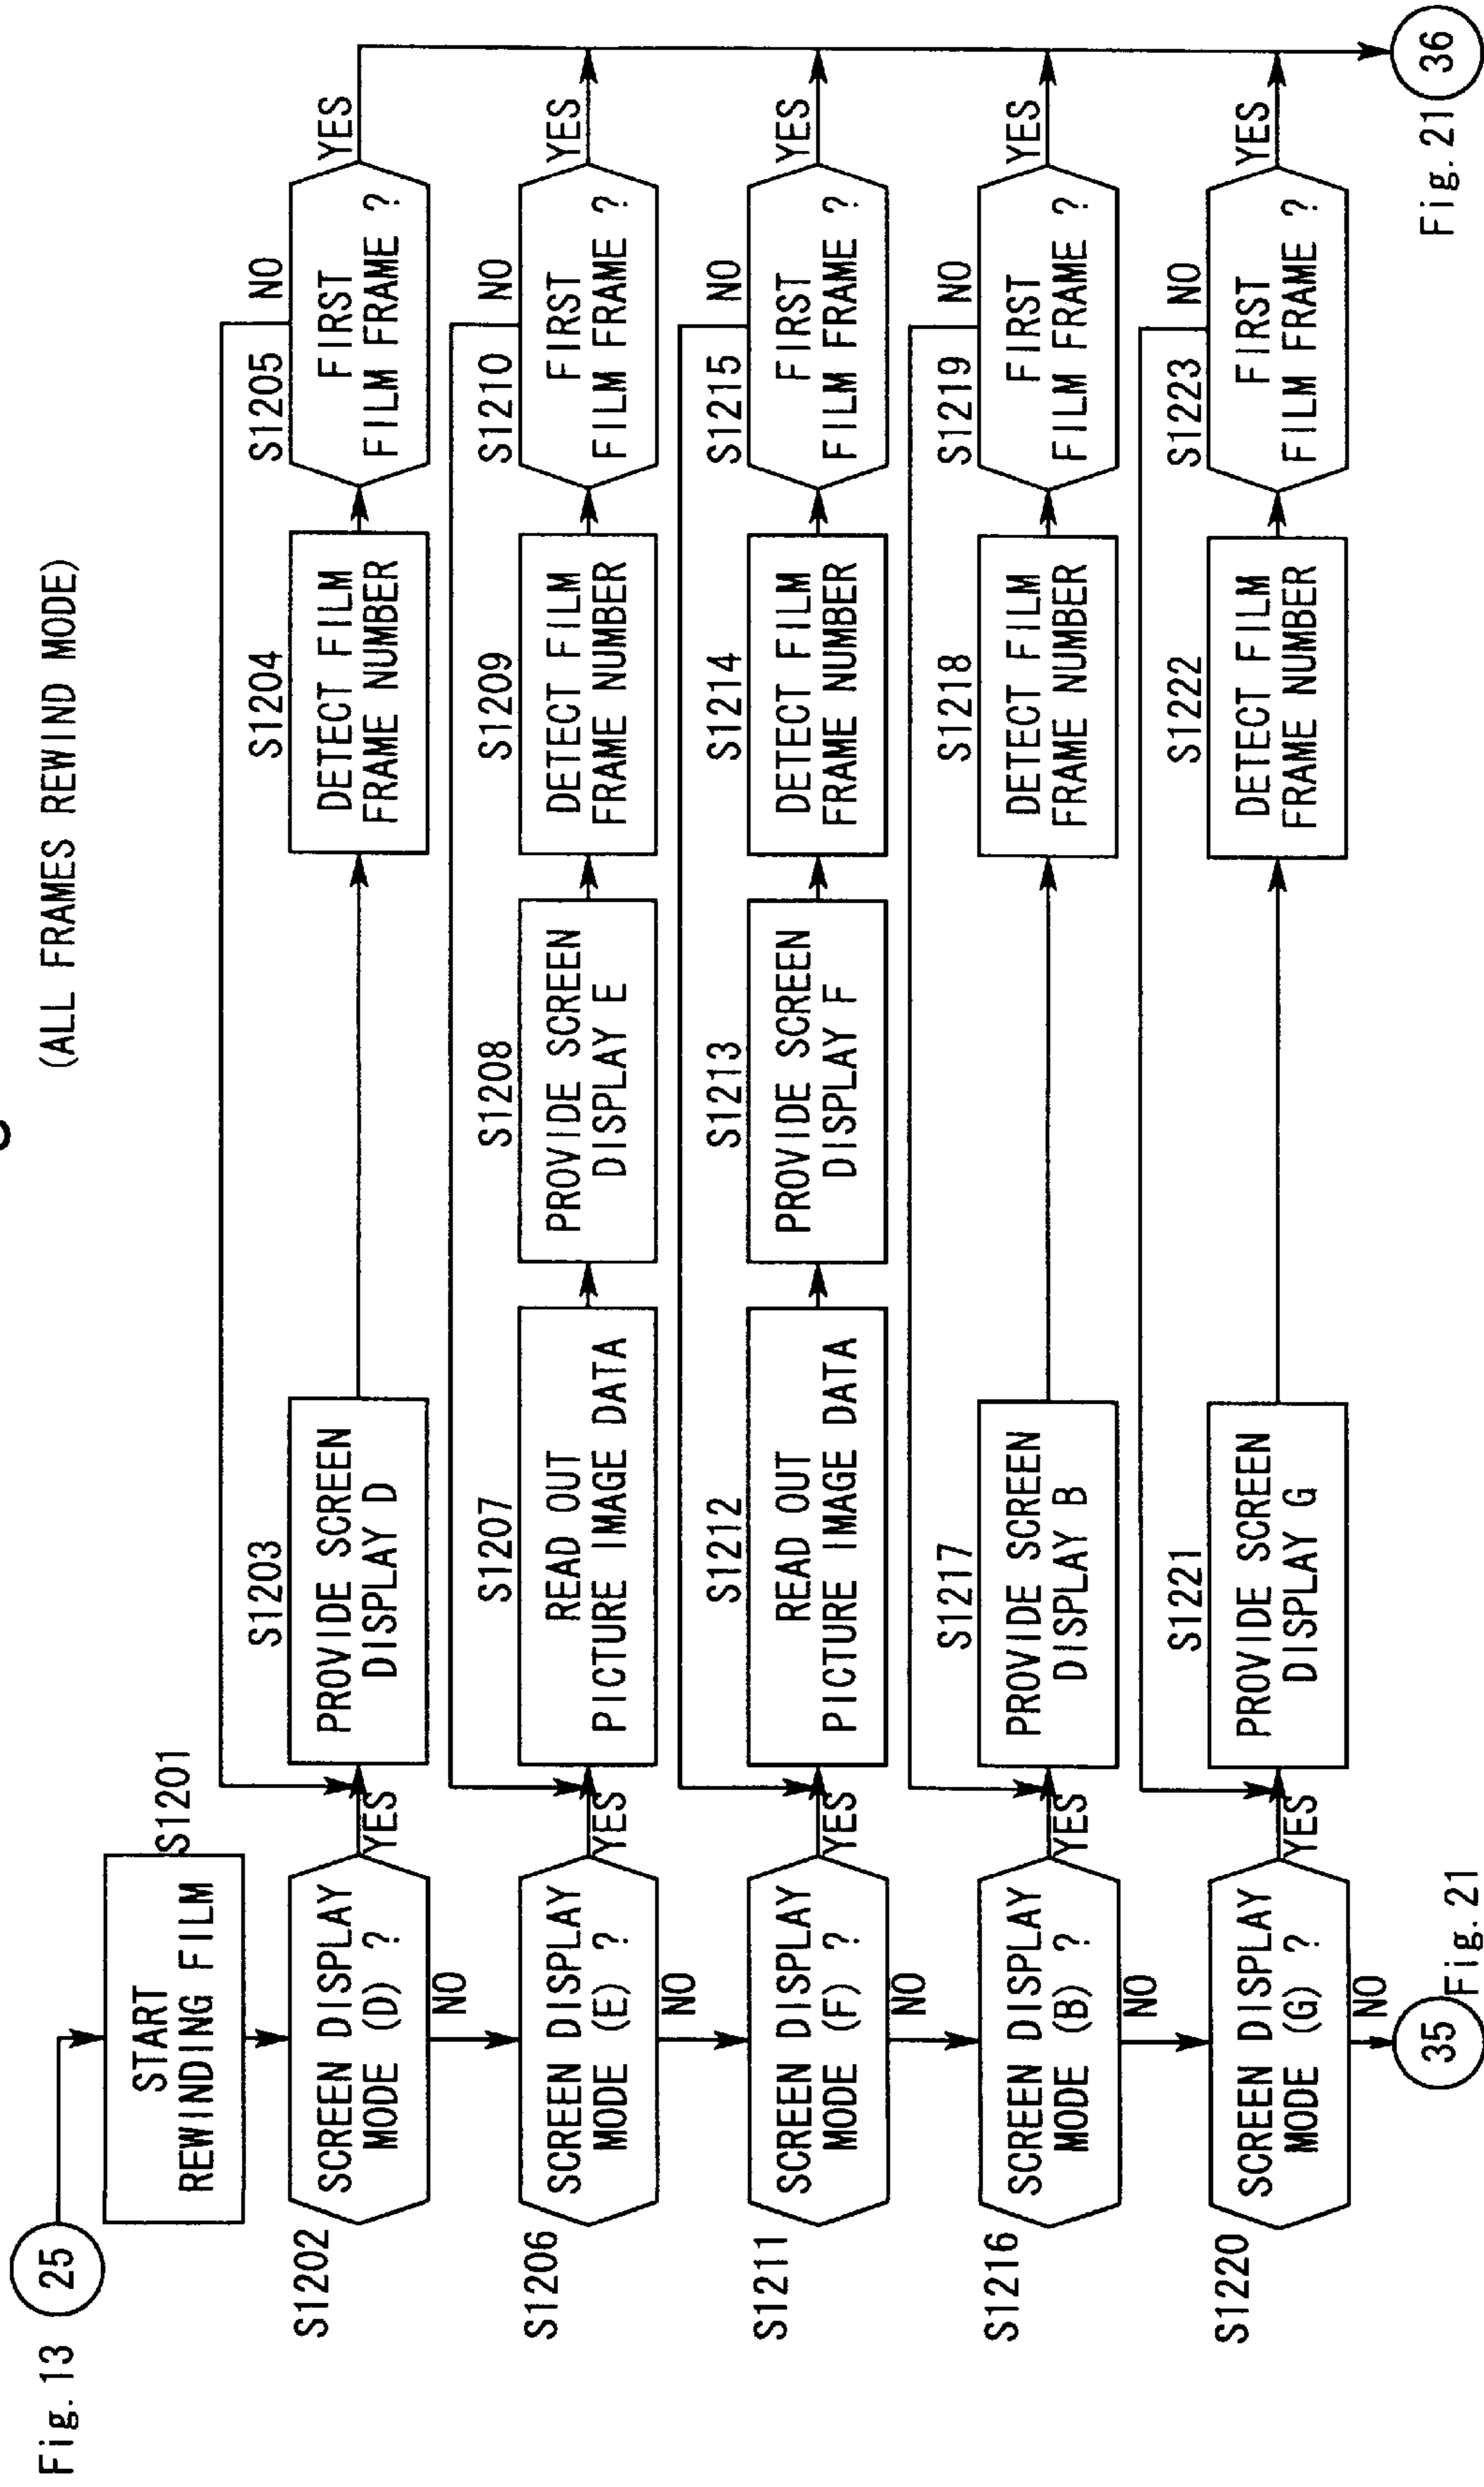 (ALL FRAMES REWIND MODE)
Fig. 13
25
START
REWINDING FILM
S1201
S1202
SCREEN DISPLAY
MODE (D) ?
YES
NO
S1203
PROVIDE SCREEN
DISPLAY D
S1204
DETECT FILM
FRAME NUMBER
S1205
NO
FIRST
FILM FRAME ?
YES
S1206
SCREEN DISPLAY
MODE (E) ?
YES
NO
S1207
READ OUT
PICTURE IMAGE DATA
S1208
PROVIDE SCREEN
DISPLAY E
S1209
DETECT FILM
FRAME NUMBER
S1210
NO
FIRST
FILM FRAME ?
YES
S1211
SCREEN DISPLAY
MODE (F) ?
YES
NO
S1212
READ OUT
PICTURE IMAGE DATA
S1213
PROVIDE SCREEN
DISPLAY F
S1214
DETECT FILM
FRAME NUMBER
S1215
NO
FIRST
FILM FRAME ?
YES
S1216
SCREEN DISPLAY
MODE (B) ?
YES
NO
S1217
PROVIDE SCREEN
DISPLAY B
S1218
DETECT FILM
FRAME NUMBER
S1219
NO
FIRST
FILM FRAME ?
YES
S1220
SCREEN DISPLAY
MODE (G) ?
YES
NO
S1221
PROVIDE SCREEN
DISPLAY G
S1222
DETECT FILM
FRAME NUMBER
S1223
NO
FIRST
FILM FRAME ?
YES
35
Fig. 21
Fig. 21
36